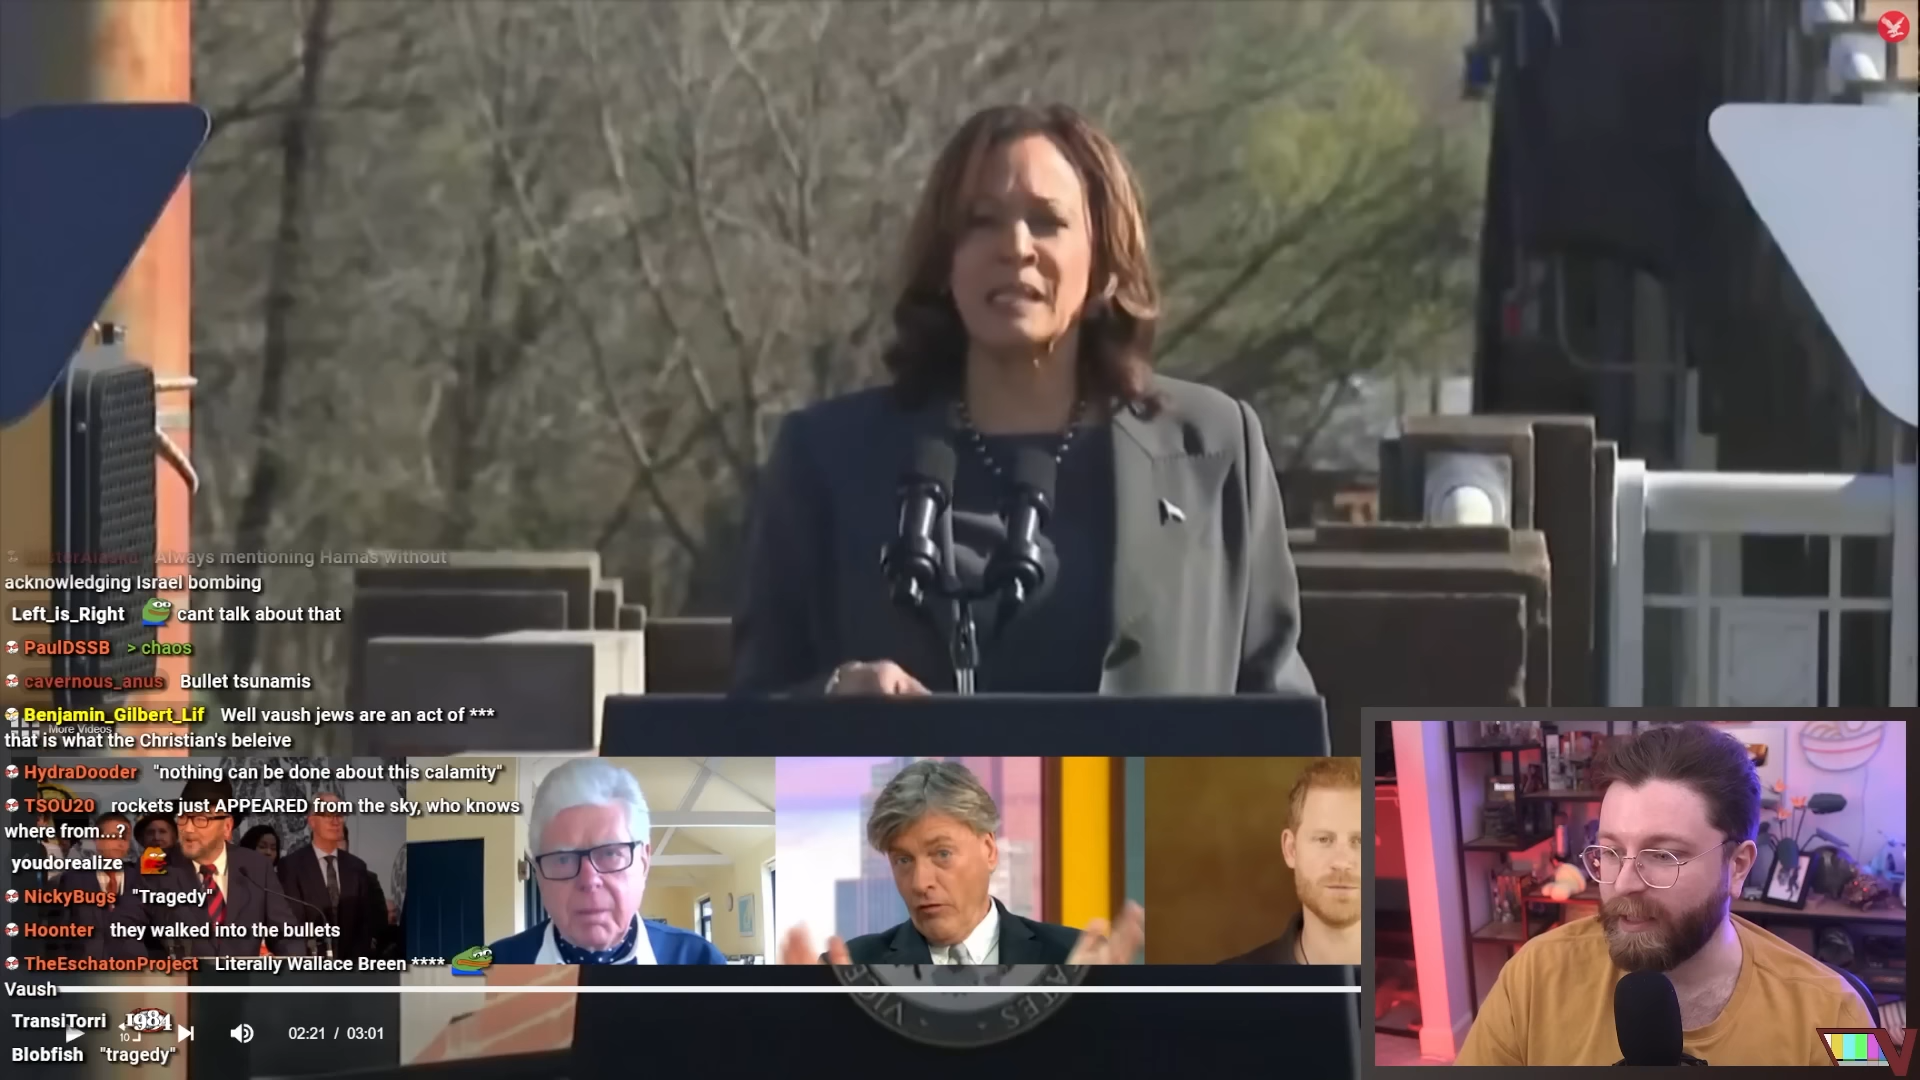 Always mentioning Hamas without
acknowledging Israel bombing
Left_is_Right cant talk about that
PaulDSSB > chaos
cavernous_anus Bullet tsunamis
Benjamin_Gilbert_Lif Well vaush jews are an act of ***
More Videos
that is what the Christian's beleive
HydraDooder "nothing can be done about this calamity"
TSOU20 rockets just APPEARED from the sky, who knows
where from...?
youdorealize
NickyBugs "Tragedy"
Hoonter they walked into the bullets
TheEschatonProject Literally Wallace Breen ****
Vaush
TransiTorri 1984
10
02:21 / 03:01
Blobfish "tragedy"
VICE
ATES
V